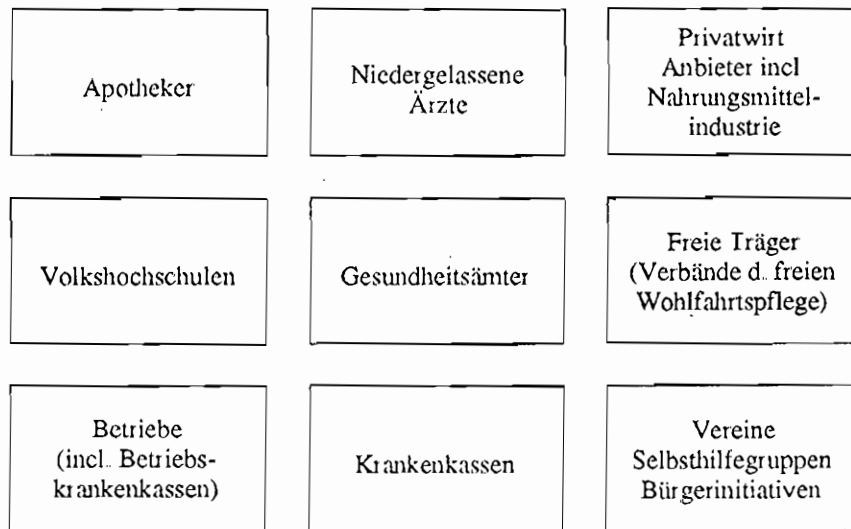 Apotheker
Niedergelassene
Ärzte
Privatwirt
Anbieter incl
Nahrungsmittel-
industrie
Volkshochschulen
Gesundheitsämter
Freie Träger
(Verbände d. freien
Wohlfahrtspflege)
Betriebe
(incl. Betriebs-
krankenkassen)
Krankenkassen
Vereine
Selbsthilfegruppen
Bürgerinitiativen